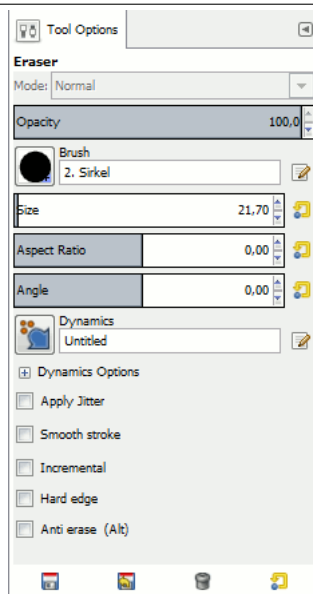 Tool Options
Eraser
Mode: Normal
Opacity 100,0
Brush
2. Sirkel
Size 21,70
Aspect Ratio 0,00
Angle 0,00
Dynamics
Untitled
Dynamics Options
Apply Jitter
Smooth stroke
Incremental
Hard edge
Anti erase (Alt)